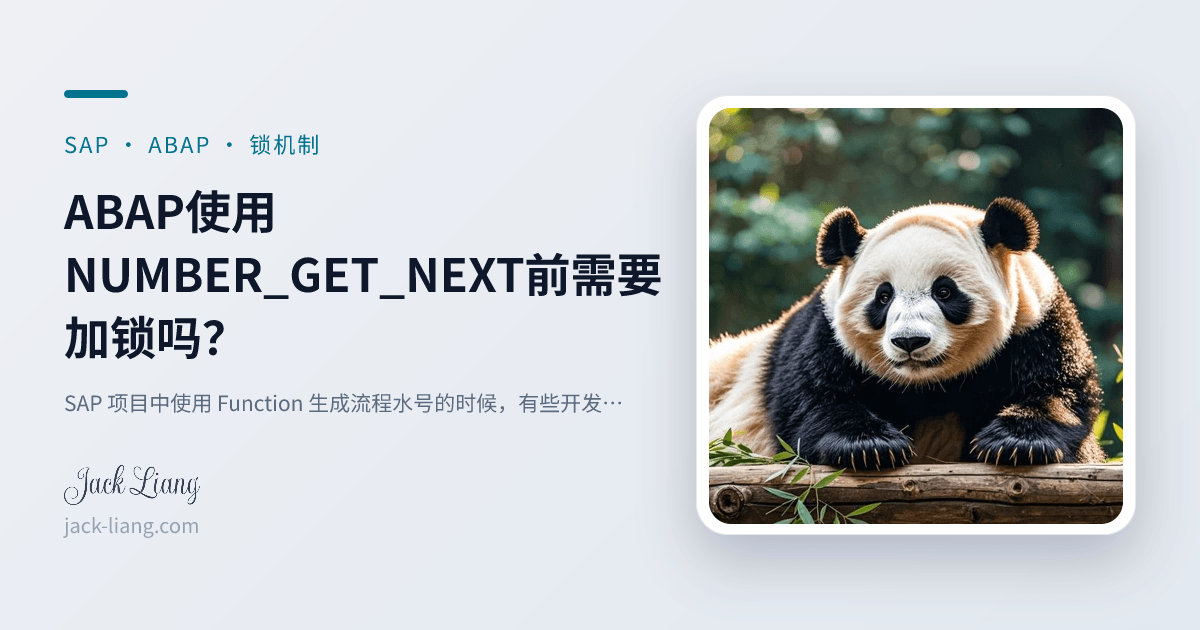 SAP · ABAP · 锁机制
ABAP使用
NUMBER_GET_NEXT前需要
加锁吗？
SAP 项目中使用 Function 生成流程水号的时候，有些开发…
Jack Liang
jack-liang.com